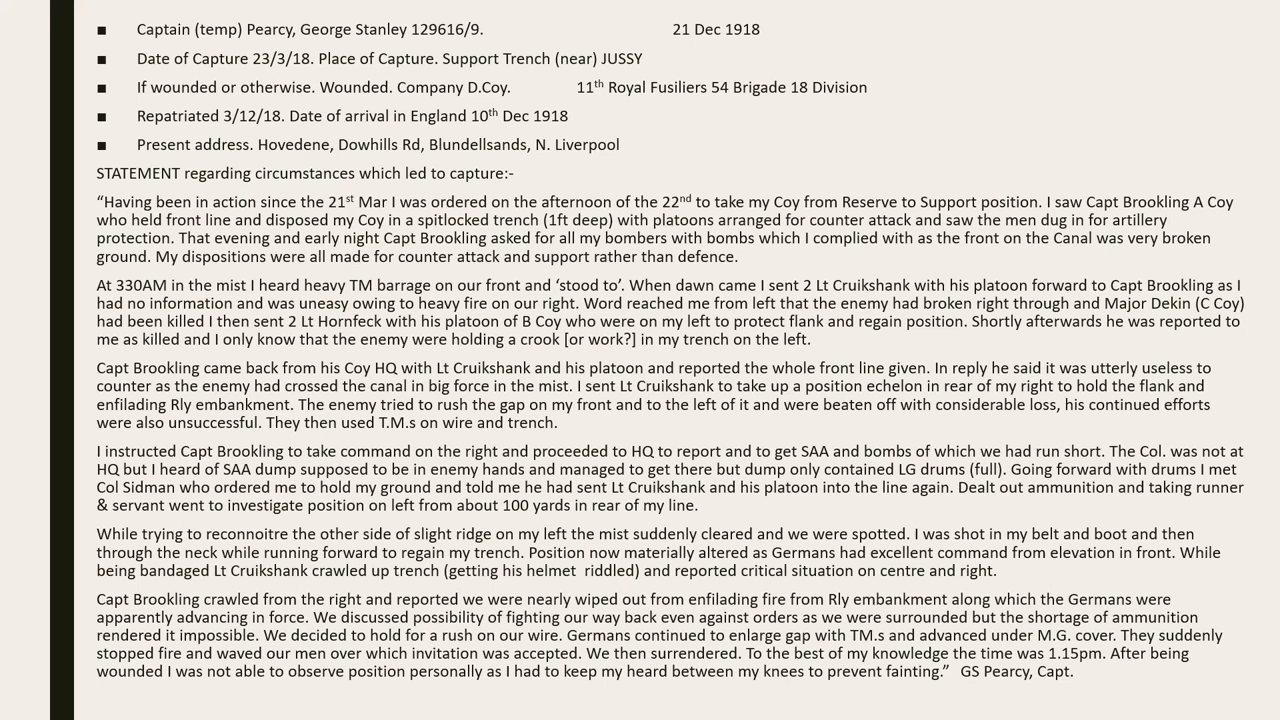 ■ Captain (temp) Pearcy, George Stanley 129616/9. 21 Dec 1918
■ Date of Capture 23/3/18. Place of Capture. Support Trench (near) JUSSY
■ If wounded or otherwise. Wounded. Company D.Coy. 11th Royal Fusiliers 54 Brigade 18 Division
■ Repatriated 3/12/18. Date of arrival in England 10th Dec 1918
■ Present address. Hovedene, Dowhills Rd, Blundellsands, N. Liverpool
STATEMENT regarding circumstances which led to capture:-
“Having been in action since the 21st Mar I was ordered on the afternoon of the 22nd to take my Coy from Reserve to Support position. I saw Capt Brookling A Coy
who held front line and disposed my Coy in a spitlocked trench (1ft deep) with platoons arranged for counter attack and saw the men dug in for artillery
protection. That evening and early night Capt Brookling asked for all my bombers with bombs which I complied with as the front on the Canal was very broken
ground. My dispositions were all made for counter attack and support rather than defence.
At 330AM in the mist I heard heavy TM barrage on our front and ‘stood to’. When dawn came I sent 2 Lt Cruikshank with his platoon forward to Capt Brookling as I
had no information and was uneasy owing to heavy fire on our right. Word reached me from left that the enemy had broken right through and Major Dekin (C Coy)
had been killed I then sent 2 Lt Hornfeck with his platoon of B Coy who were on my left to protect flank and regain position. Shortly afterwards he was reported to
me as killed and I only know that the enemy were holding a crook [or work?] in my trench on the left.
Capt Brookling came back from his Coy HQ with Lt Cruikshank and his platoon and reported the whole front line given. In reply he said it was utterly useless to
counter as the enemy had crossed the canal in big force in the mist. I sent Lt Cruikshank to take up a position echelon in rear of my right to hold the flank and
enfilading Rly embankment. The enemy tried to rush the gap on my front and to the left of it and were beaten off with considerable loss, his continued efforts
were also unsuccessful. They then used T.M.s on wire and trench.
I instructed Capt Brookling to take command on the right and proceeded to HQ to report and to get SAA and bombs of which we had run short. The Col. was not at
HQ but I heard of SAA dump supposed to be in enemy hands and managed to get there but dump only contained LG drums (full). Going forward with drums I met
Col Sidman who ordered me to hold my ground and told me he had sent Lt Cruikshank and his platoon into the line again. Dealt out ammunition and taking runner
& servant went to investigate position on left from about 100 yards in rear of my line.
While trying to reconnoitre the other side of slight ridge on my left the mist suddenly cleared and we were spotted. I was shot in my belt and boot and then
through the neck while running forward to regain my trench. Position now materially altered as Germans had excellent command from elevation in front. While
being bandaged Lt Cruikshank crawled up trench (getting his helmet riddled) and reported critical situation on centre and right.
Capt Brookling crawled from the right and reported we were nearly wiped out from enfilading fire from Rly embankment along which the Germans were
apparently advancing in force. We discussed possibility of fighting our way back even against orders as we were surrounded but the shortage of ammunition
rendered it impossible. We decided to hold for a rush on our wire. Germans continued to enlarge gap with TM.s and advanced under M.G. cover. They suddenly
stopped fire and waved our men over which invitation was accepted. We then surrendered. To the best of my knowledge the time was 1.15pm. After being
wounded I was not able to observe position personally as I had to keep my heard between my knees to prevent fainting.” GS Pearcy, Capt.